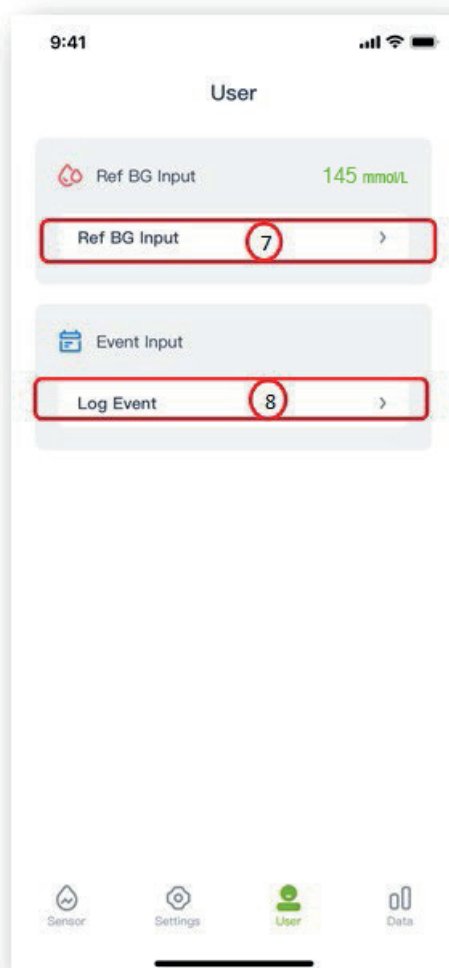 9:41
User
Ref BG Input 145 mmol/L
Ref BG Input 7
Event Input
Log Event 8
Sensor Settings User Data